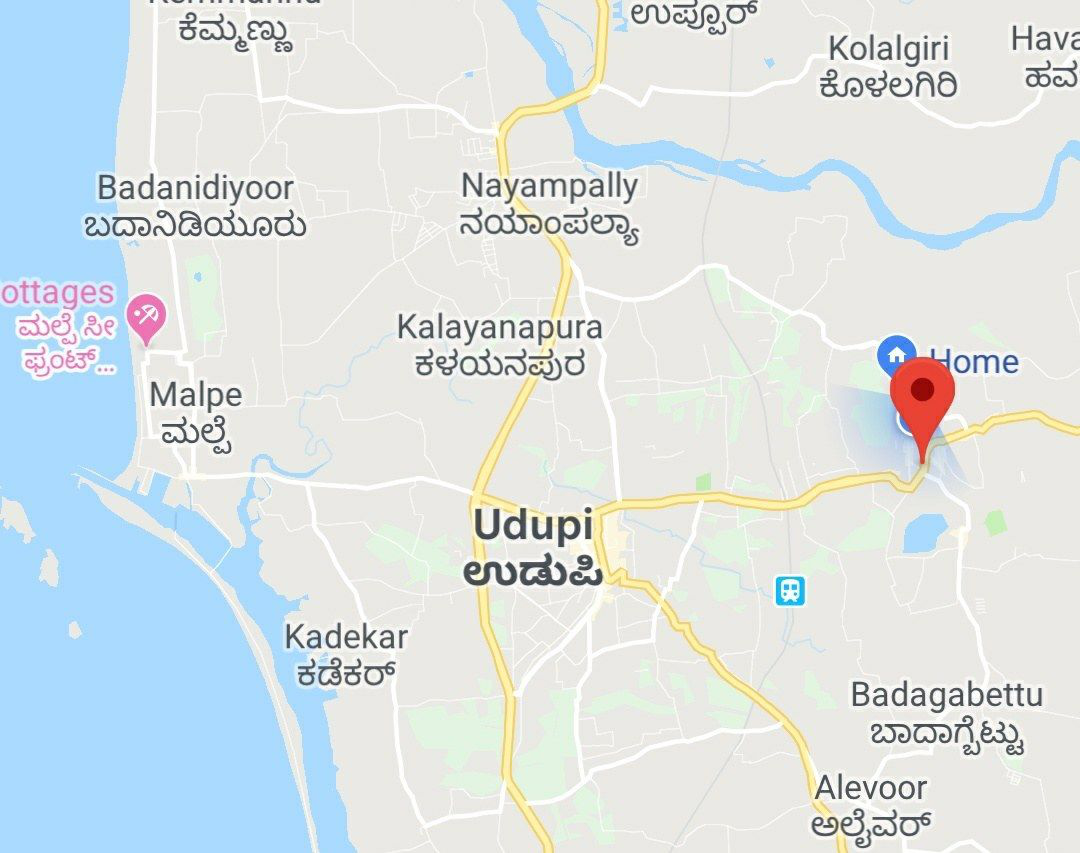 ಕೆಮ್ಮಣ್ಣು
ಉಪ್ಪೂರ್
Kolalgiri
ಕೊಳಲಗಿರಿ
Hava
ಹವ
Badanidiyoor
ಬದಾನಿಡಿಯೂರು
Nayampally
ನಯಾಂಪಲ್ಯಾ
ottages
ಮಲ್ಪೆ ಸೀ
ಫ್ರಂಟ್...
Kalayanapura
ಕಳಯನಪುರ
Home
Malpe
ಮಲ್ಪೆ
Udupi
ಉಡುಪಿ
Kadekar
ಕಡೆಕರ್
Badagabettu
ಬಾದಾಗ್ಬೆಟ್ಟು
Alevoor
ಅಲೈವರ್